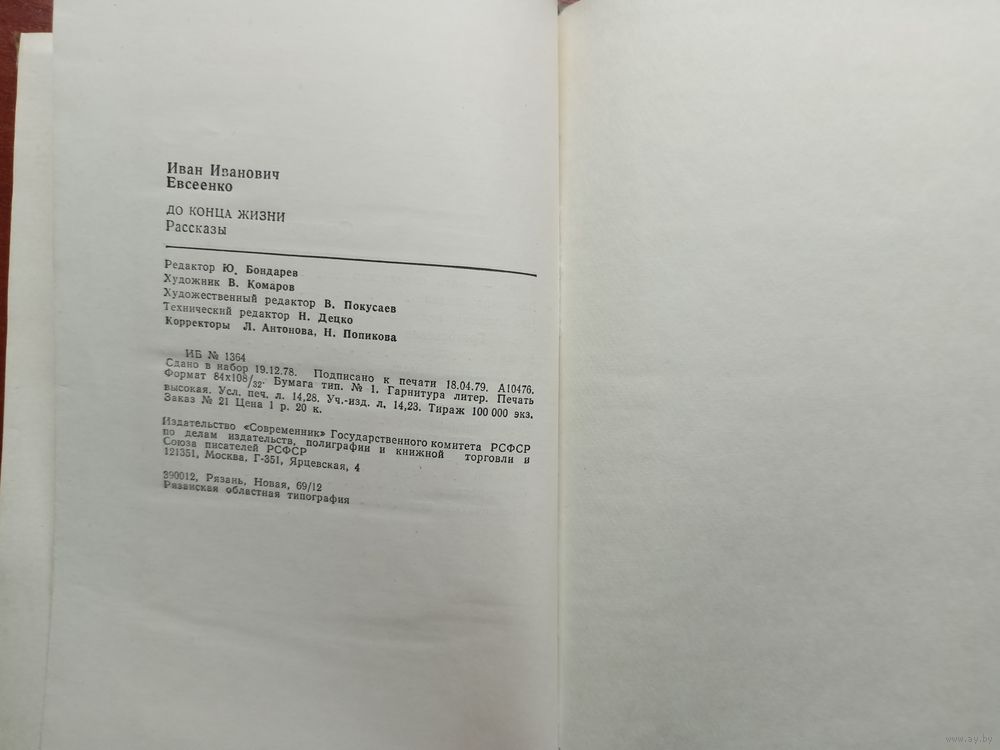 Иван Иванович
Евсеенко
ДО КОНЦА ЖИЗНИ
Рассказы
Редактор Ю. Бондарев
Художник В. Комаров
Художественный редактор В. Покусаев
Технический редактор Н. Децко
Корректоры Л. Антонова, Н. Попикова
ИБ № 1364
Сдано в набор 19.12.78. Подписано к печати 18.04.79. А10476.
Формат 84х108/32. Бумага тип. № 1. Гарнитура литер. Печать
высокая. Усл. печ. л. 14,28. Уч.-изд. л. 14,23. Тираж 100 000 экз.
Заказ № 21 Цена 1 р. 20 к.
Издательство «Современник» Государственного комитета РСФСР
по делам издательств, полиграфии и книжной торговли и
Союза писателей РСФСР
121351, Москва, Г-351, Ярцевская, 4
390012, Рязань, Новая, 69/12
Рязанская областная типография
www.ay.by